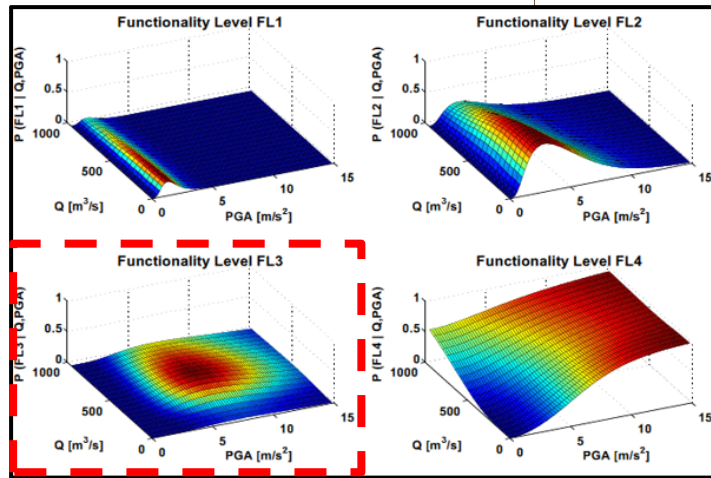 Functionality Level FL1
P (FL1 | Q,PGA)
1
0.5
0
1000
500
0
Q [m³/s]
0
5
10
15
PGA [m/s²]
Functionality Level FL2
P (FL2 | Q,PGA)
1
0.5
0
1000
500
0
Q [m³/s]
0
5
10
15
PGA [m/s²]
Functionality Level FL3
P (FL3 | Q,PGA)
1
0.5
0
1000
500
0
Q [m³/s]
0
5
10
15
PGA [m/s²]
Functionality Level FL4
P (FL4 | Q,PGA)
1
0.5
0
1000
500
0
Q [m³/s]
0
5
10
15
PGA [m/s²]